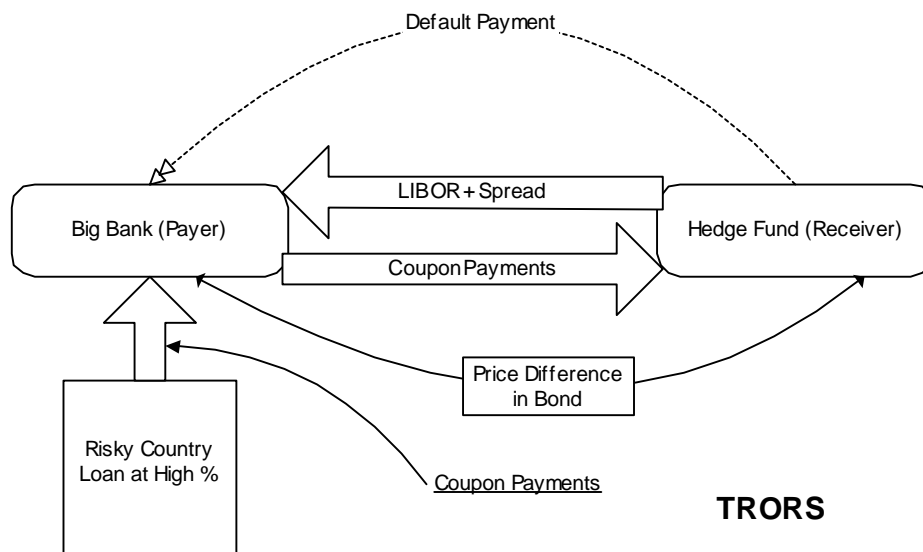 Default Payment
LIBOR + Spread
Big Bank (Payer)
Hedge Fund (Receiver)
Coupon Payments
Price Difference
in Bond
Risky Country
Loan at High %
Coupon Payments
TRORS